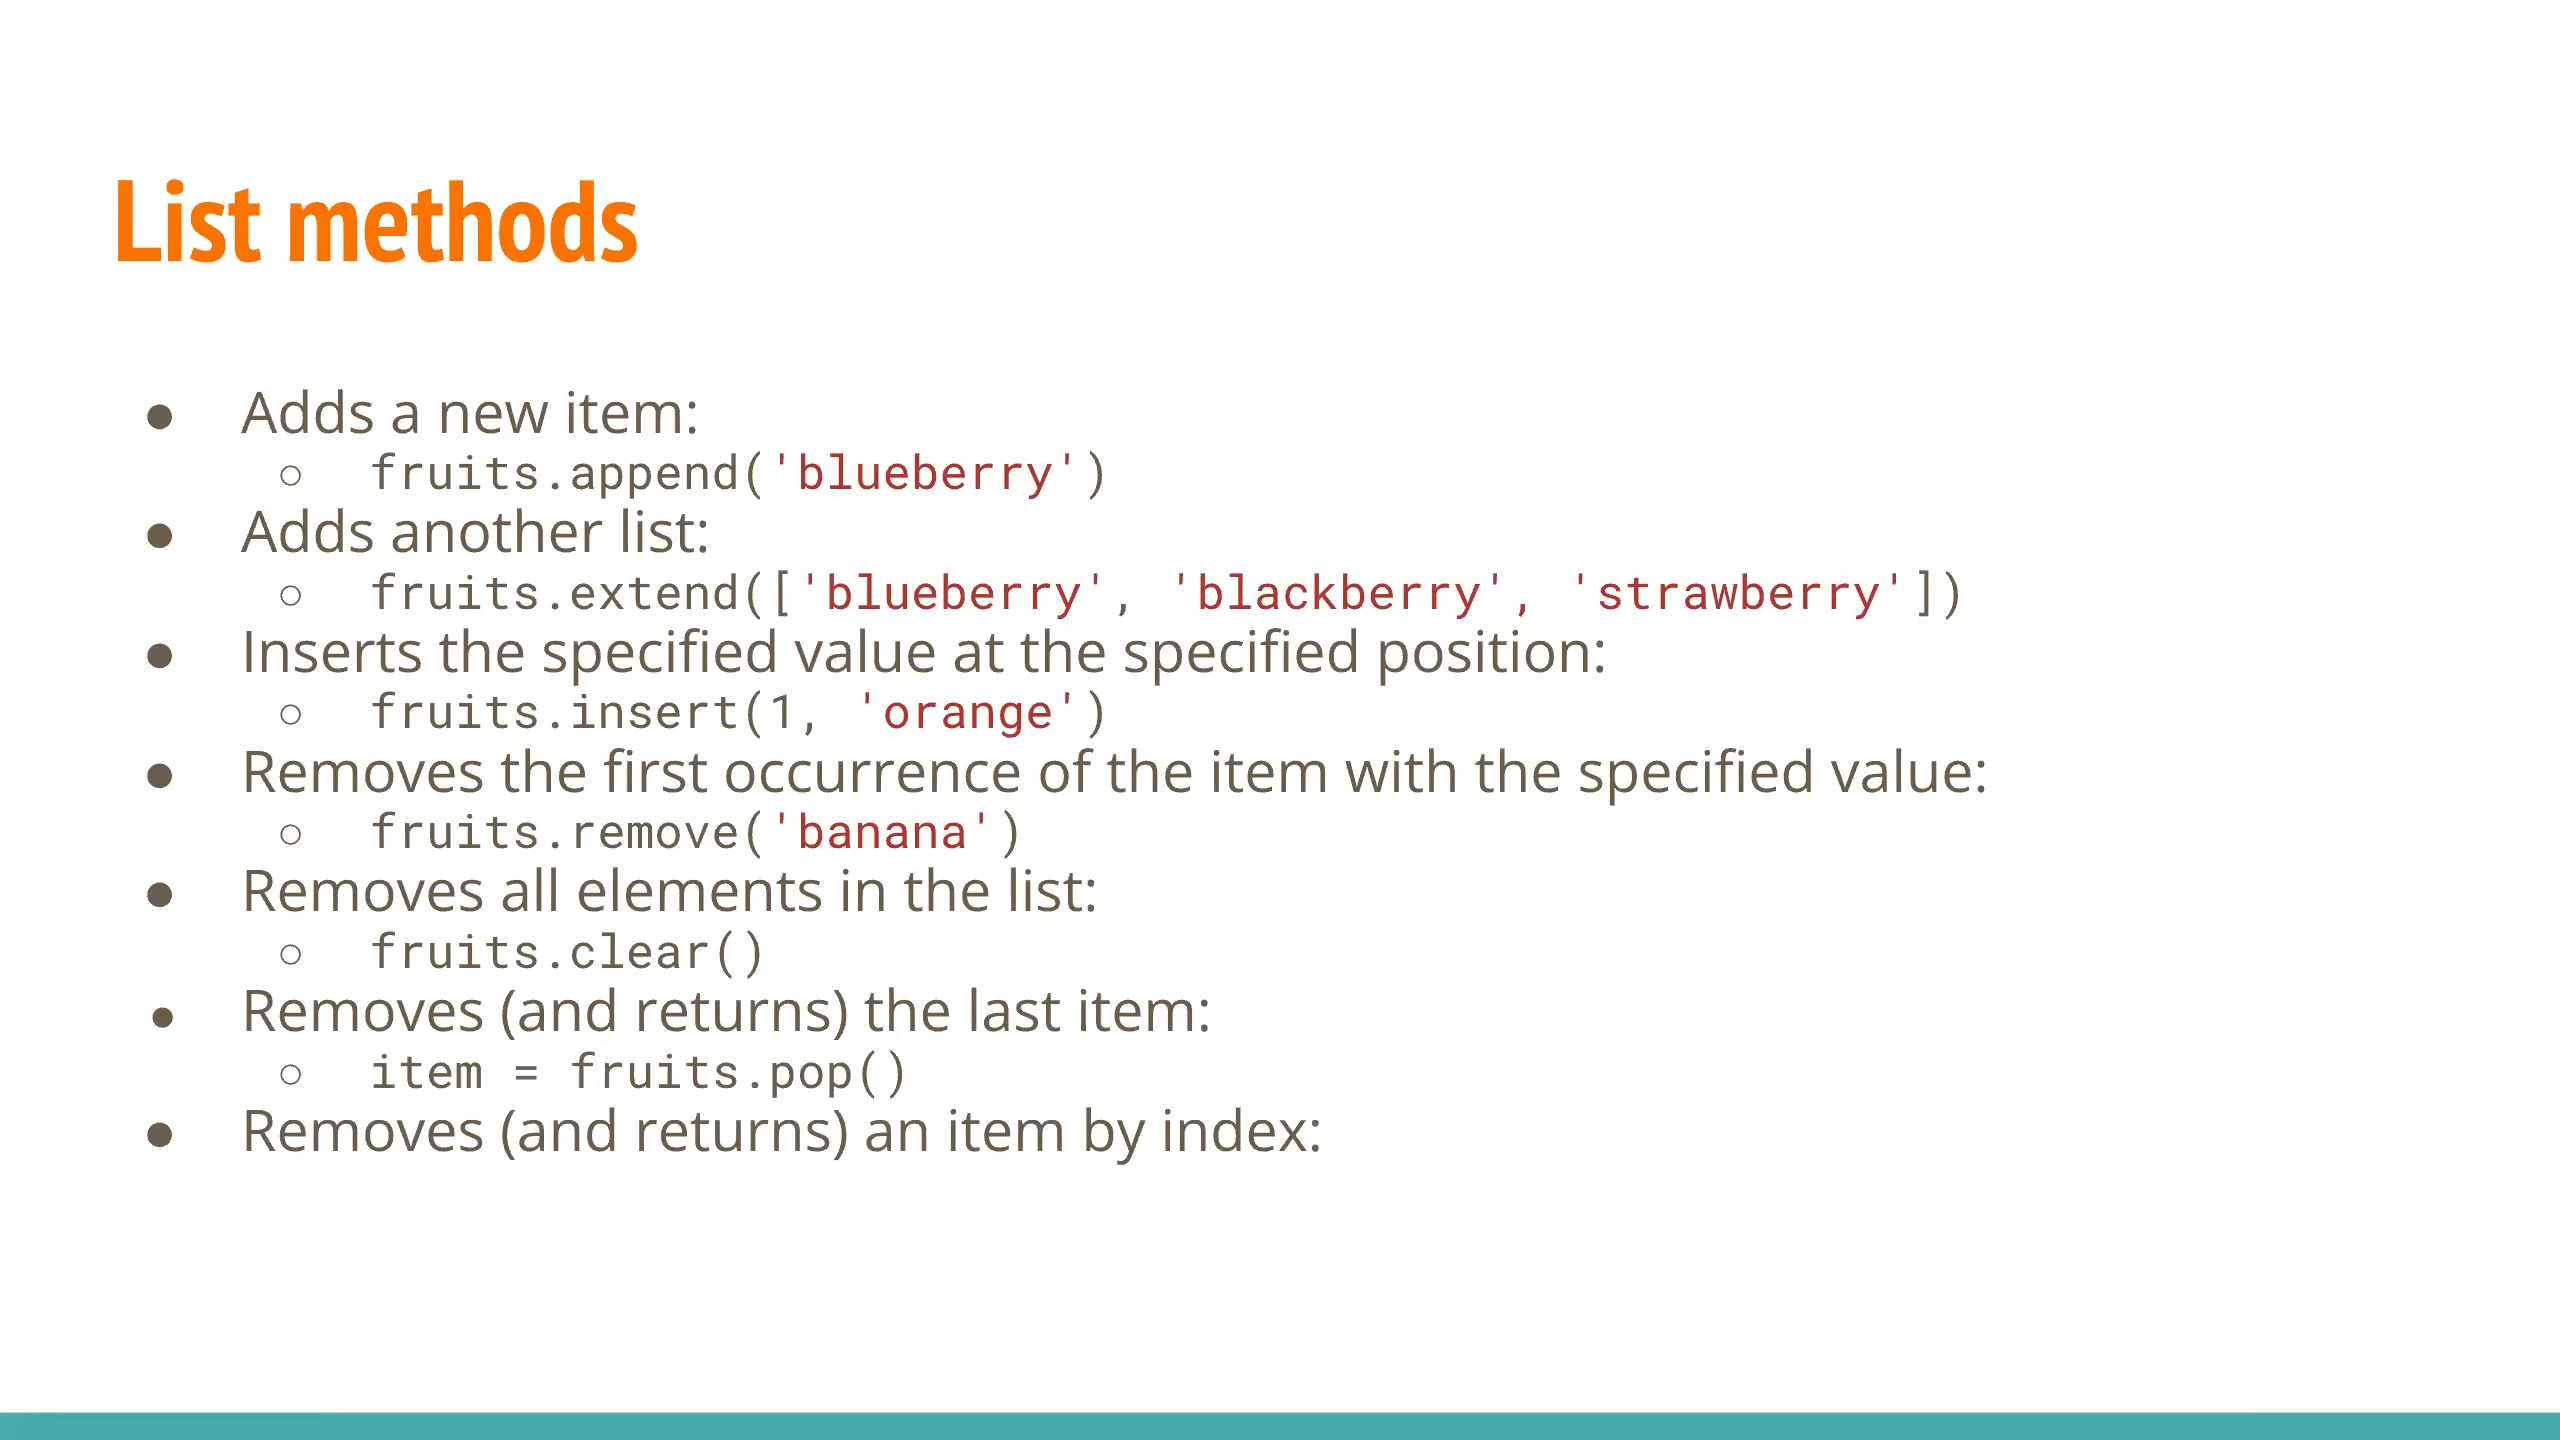 List methods
● Adds a new item:
○ fruits.append('blueberry')
● Adds another list:
○ fruits.extend(['blueberry', 'blackberry', 'strawberry'])
● Inserts the specified value at the specified position:
○ fruits.insert(1, 'orange')
● Removes the first occurrence of the item with the specified value:
○ fruits.remove('banana')
● Removes all elements in the list:
○ fruits.clear()
● Removes (and returns) the last item:
○ item = fruits.pop()
● Removes (and returns) an item by index: